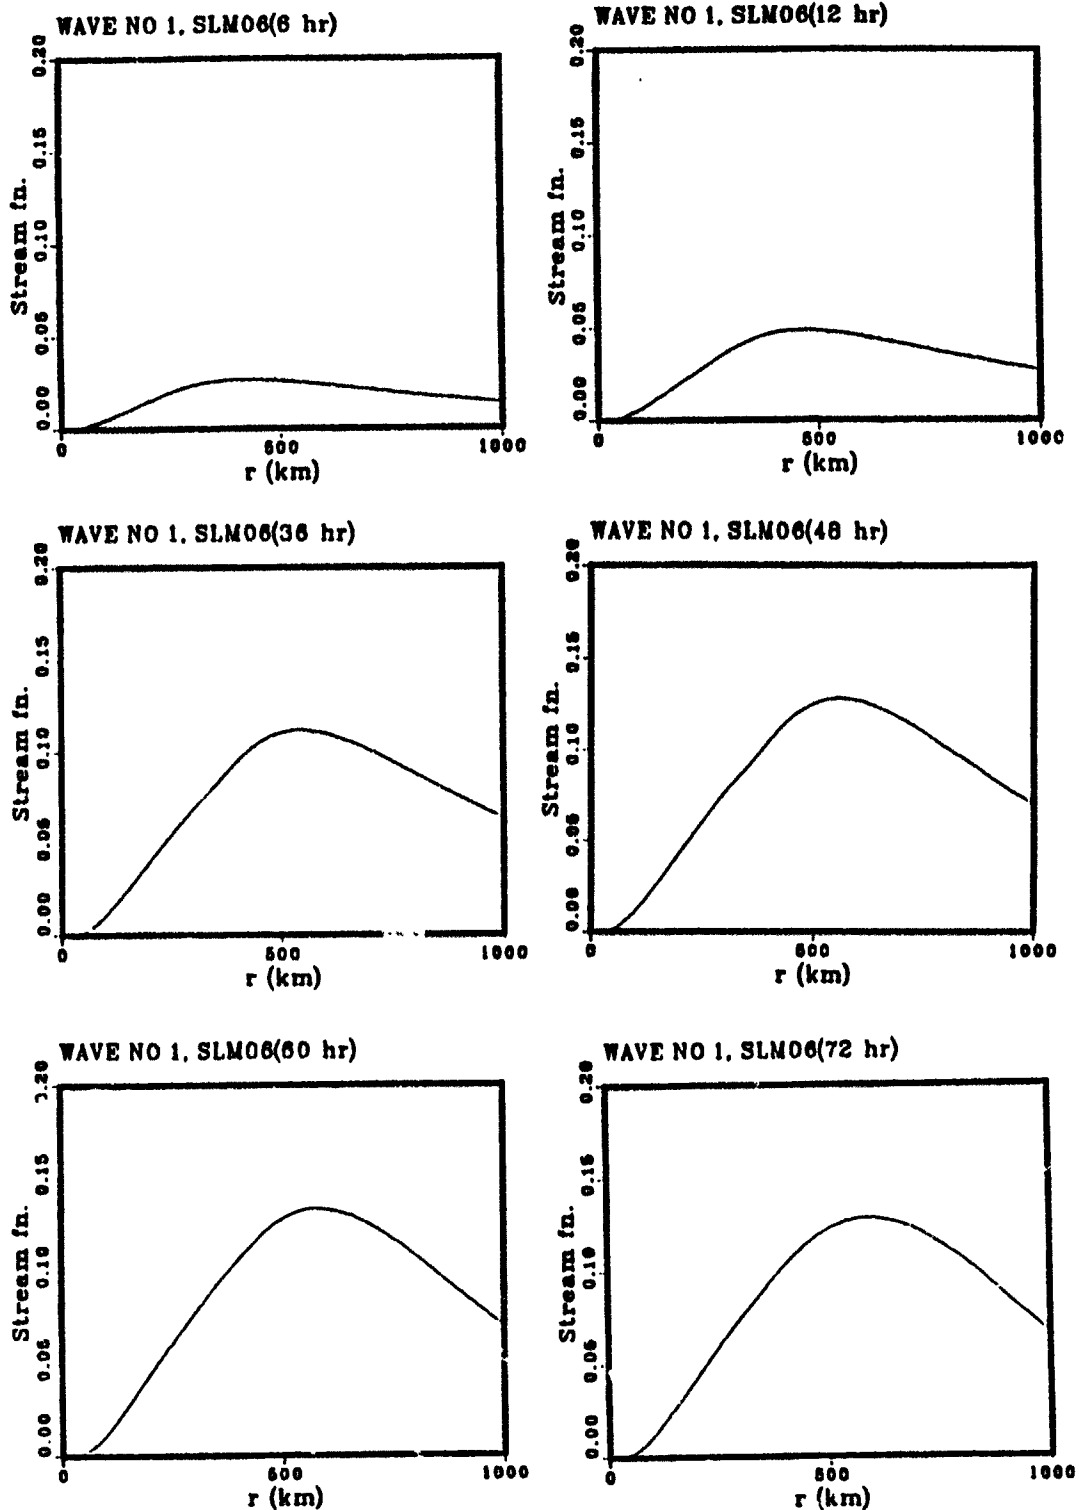 WAVE NO 1, SLM06(6 hr)
Stream fn.
0.20
0.15
0.10
0.05
0.00
0
500
1000
r (km)
WAVE NO 1, SLM06(12 hr)
Stream fn.
0.20
0.15
0.10
0.05
0.00
0
500
1000
r (km)
WAVE NO 1, SLM06(36 hr)
Stream fn.
0.20
0.15
0.10
0.05
0.00
0
500
1000
r (km)
WAVE NO 1, SLM06(48 hr)
Stream fn.
0.20
0.15
0.10
0.05
0.00
0
500
1000
r (km)
WAVE NO 1, SLM06(60 hr)
Stream fn.
0.20
0.15
0.10
0.05
0.00
0
500
1000
r (km)
WAVE NO 1, SLM06(72 hr)
Stream fn.
0.20
0.15
0.10
0.05
0.00
0
500
1000
r (km)